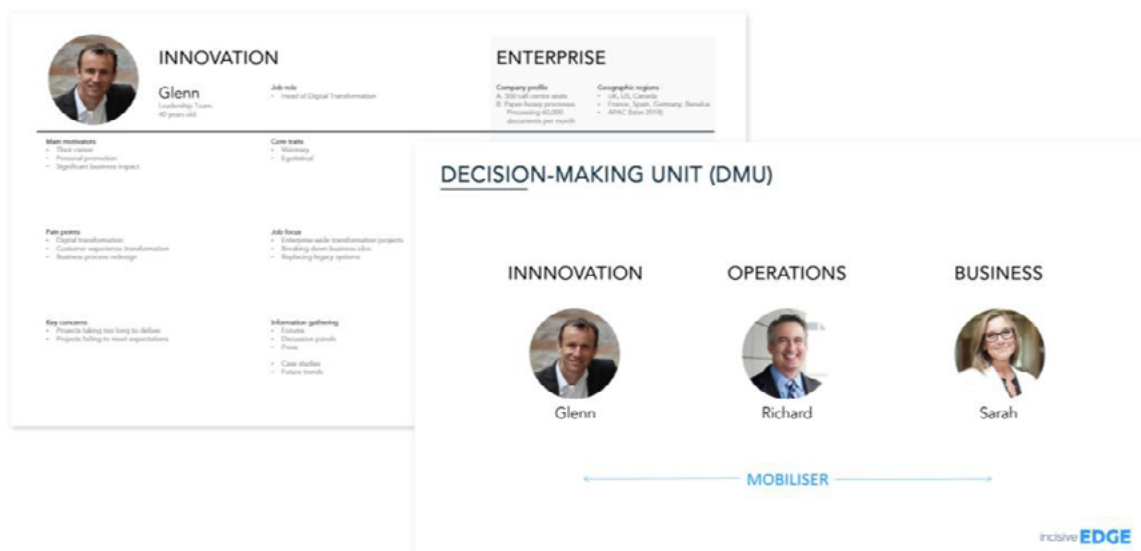 INNOVATION
Glenn
Leadership Team
40 years old
Job role
• Head of Digital Transformation
ENTERPRISE
Company profile
A. 500 call centre seats
B. Paper-heavy processes
Processing 60,000
documents per month
Geographic regions
• UK, US, Canada
• France, Spain, Germany, Benelux
• APAC (later 2018)
Main motivators
• Their career
• Personal promotion
• Significant business impact
Core traits
• Visionary
• Egotistical
Pain points
• Digital transformation
• Customer experience transformation
• Business process redesign
Job focus
• Enterprise-wide transformation projects
• Breaking down business silos
• Replacing legacy systems
Key concerns
• Projects taking too long to deliver
• Projects failing to meet expectations
Information gathering
• Forums
• Discussion panels
• Press
• Case studies
• Future trends
DECISION-MAKING UNIT (DMU)
INNNOVATION
OPERATIONS
BUSINESS
Glenn
Richard
Sarah
MOBILISER
incisive EDGE